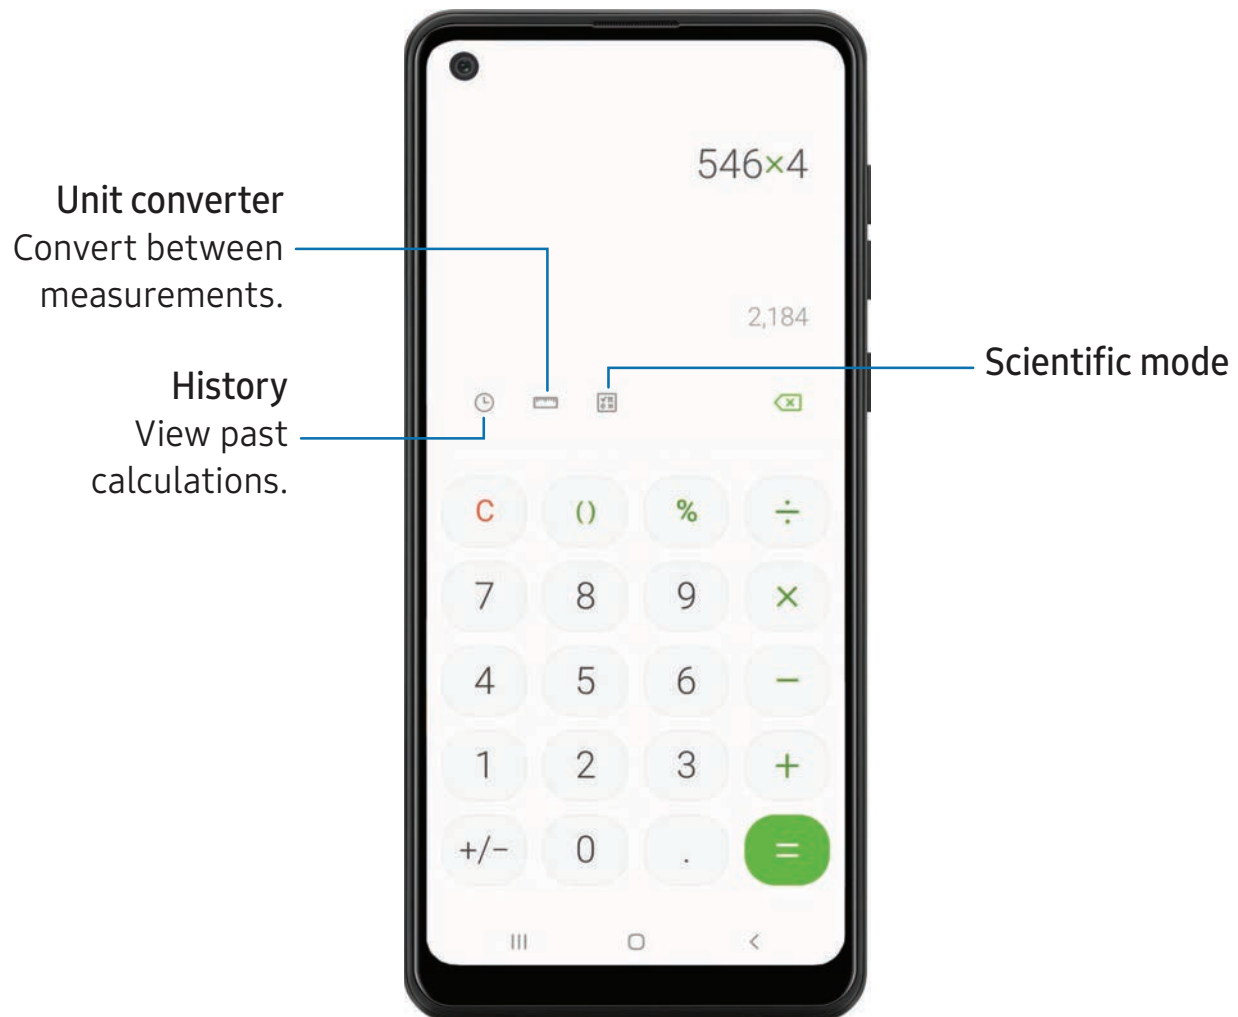 546×4
Unit converter
Convert between
measurements.
2,184
Scientific mode
History
View past
calculations.
C () % ÷
7 8 9 ×
4 5 6 −
1 2 3 +
+/− 0 . =